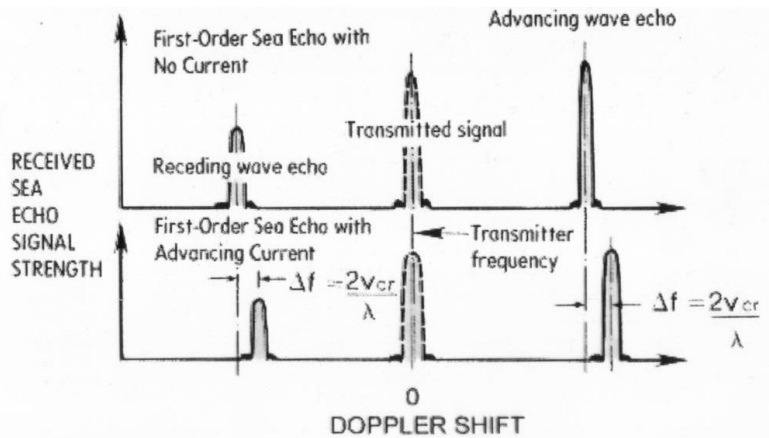 Advancing wave echo
First-Order Sea Echo with
No Current
Transmitted signal
Receding wave echo
RECEIVED
SEA
ECHO
SIGNAL
STRENGTH
First-Order Sea Echo with
Advancing Current
Transmitter
frequency
Δf = 2vcr
λ
Δf = 2vcr
λ
0
DOPPLER SHIFT